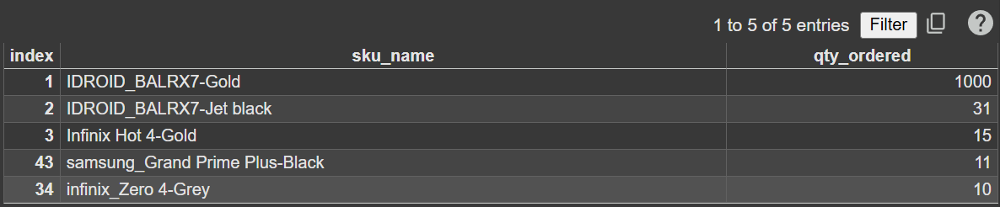 1 to 5 of 5 entries Filter ?
index sku_name qty_ordered
1 IDROID_BALRX7-Gold 1000
2 IDROID_BALRX7-Jet black 31
3 Infinix Hot 4-Gold 15
43 samsung_Grand Prime Plus-Black 11
34 infinix_Zero 4-Grey 10